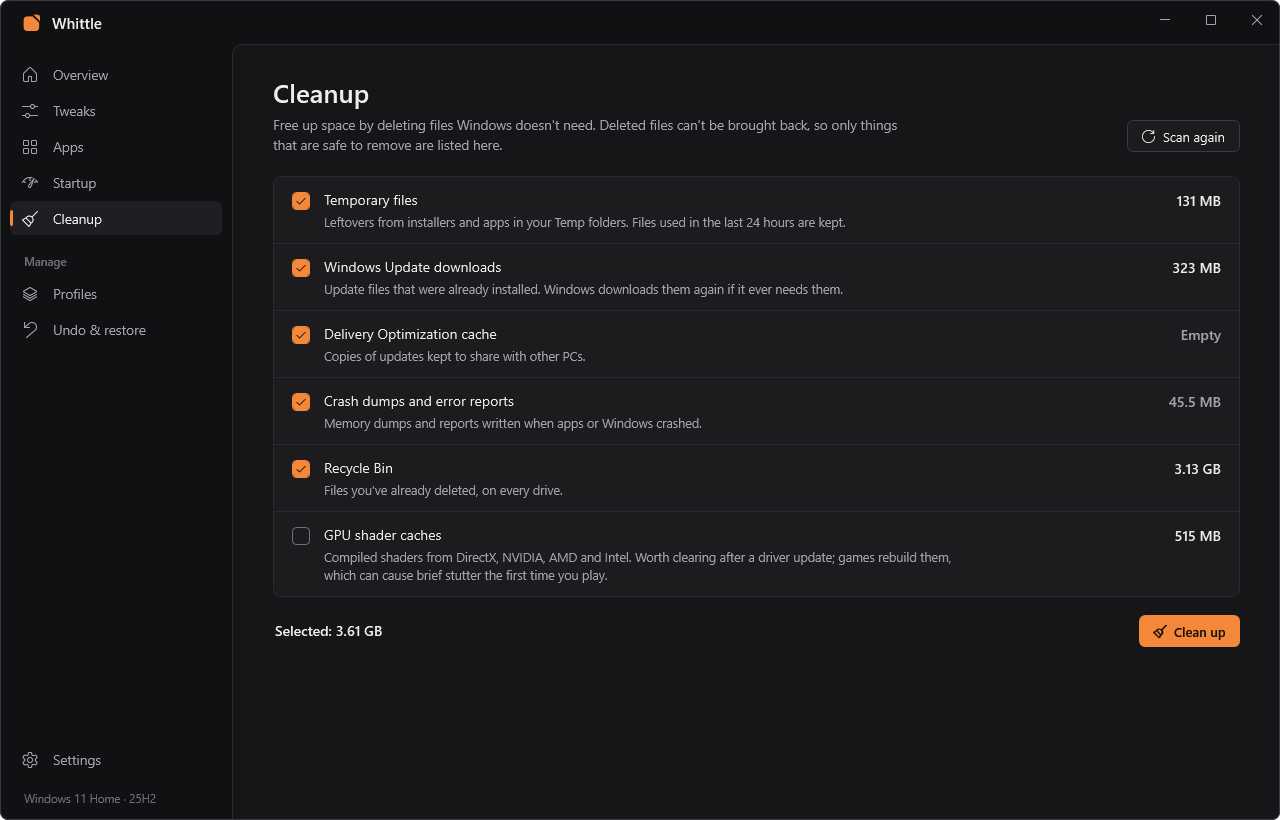 Whittle
Overview
Tweaks
Apps
Startup
Cleanup
Manage
Profiles
Undo & restore
Settings
Windows 11 Home · 25H2
Cleanup
Free up space by deleting files Windows doesn't need. Deleted files can't be brought back, so only things
that are safe to remove are listed here.
Scan again
Temporary files
131 MB
Leftovers from installers and apps in your Temp folders. Files used in the last 24 hours are kept.
Windows Update downloads
323 MB
Update files that were already installed. Windows downloads them again if it ever needs them.
Delivery Optimization cache
Empty
Copies of updates kept to share with other PCs.
Crash dumps and error reports
45.5 MB
Memory dumps and reports written when apps or Windows crashed.
Recycle Bin
3.13 GB
Files you've already deleted, on every drive.
GPU shader caches
515 MB
Compiled shaders from DirectX, NVIDIA, AMD and Intel. Worth clearing after a driver update; games rebuild them,
which can cause brief stutter the first time you play.
Selected: 3.61 GB
Clean up